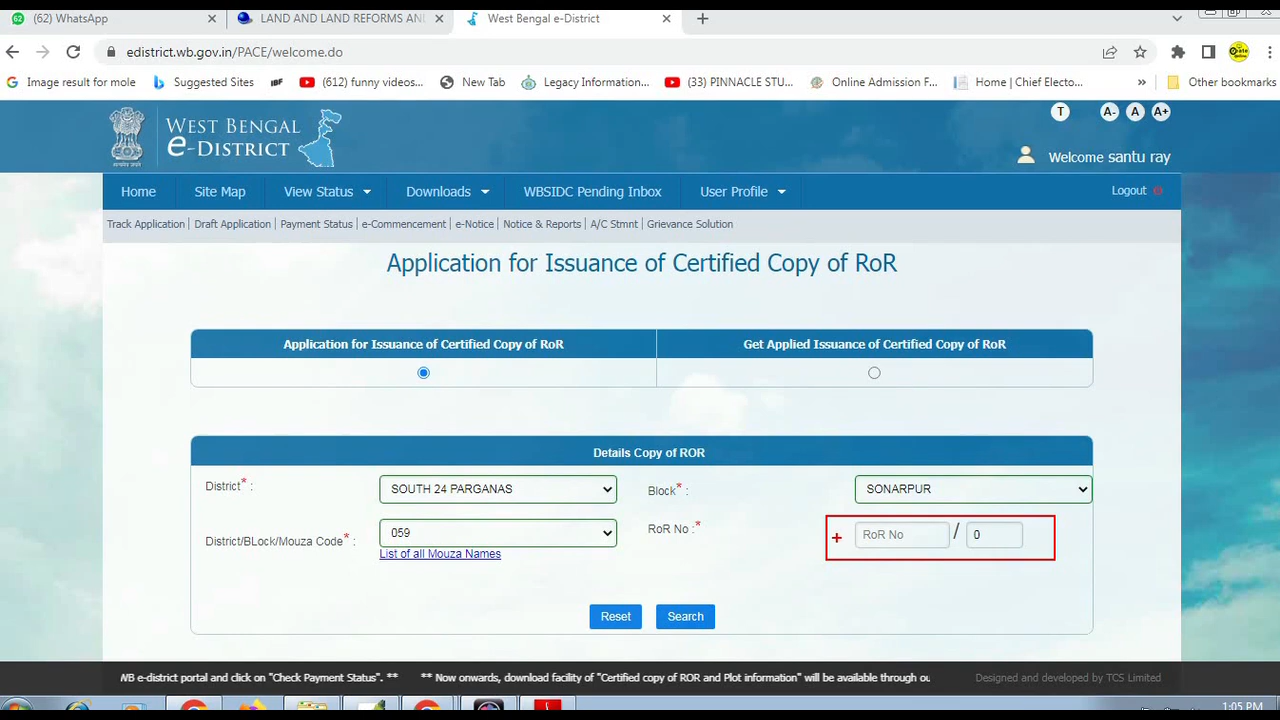 (62) WhatsApp
LAND AND LAND REFORMS AN
West Bengal e-District
edistrict.wb.gov.in/PACE/welcome.do
Image result for mole
Suggested Sites
(612) funny videos...
New Tab
Legacy Information...
(33) PINNACLE STU...
Online Admission F...
Home | Chief Electo...
»
Other bookmarks
T A- A A+
WEST BENGAL
e-DISTRICT
Welcome santu ray
Home Site Map View Status Downloads WBSIDC Pending Inbox User Profile Logout
Track Application | Draft Application | Payment Status | e-Commencement | e-Notice | Notice & Reports | A/C Stmnt | Grievance Solution
Application for Issuance of Certified Copy of RoR
Application for Issuance of Certified Copy of RoR Get Applied Issuance of Certified Copy of RoR
Details Copy of ROR
District* : SOUTH 24 PARGANAS Block* : SONARPUR
District/BLock/Mouza Code* : 059 RoR No :* + RoR No / 0
List of all Mouza Names
Reset Search
WB e-district portal and click on "Check Payment Status". ** ** Now onwards, download facility of "Certified copy of ROR and Plot information" will be available through ou
Designed and developed by TCS Limited
1:05 PM